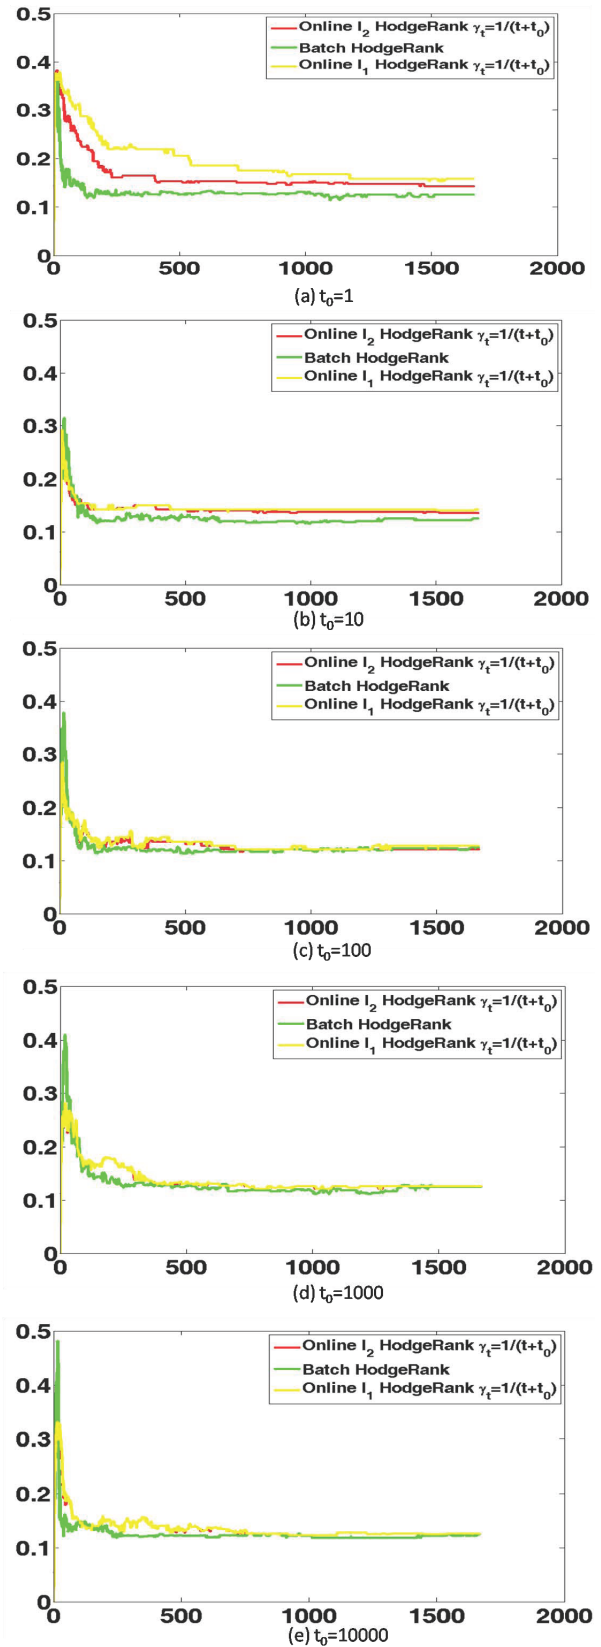 0.5
0.4
0.3
0.2
0.1
0
0 500 1000 1500 2000
Online l₂ HodgeRank γₜ=1/(t+t₀)
Batch HodgeRank
Online l₁ HodgeRank γₜ=1/(t+t₀)
(a) t₀=1
0.5
0.4
0.3
0.2
0.1
0
0 500 1000 1500 2000
Online l₂ HodgeRank γₜ=1/(t+t₀)
Batch HodgeRank
Online l₁ HodgeRank γₜ=1/(t+t₀)
(b) t₀=10
0.5
0.4
0.3
0.2
0.1
0
0 500 1000 1500 2000
Online l₂ HodgeRank γₜ=1/(t+t₀)
Batch HodgeRank
Online l₁ HodgeRank γₜ=1/(t+t₀)
(c) t₀=100
0.5
0.4
0.3
0.2
0.1
0
0 500 1000 1500 2000
Online l₂ HodgeRank γₜ=1/(t+t₀)
Batch HodgeRank
Online l₁ HodgeRank γₜ=1/(t+t₀)
(d) t₀=1000
0.5
0.4
0.3
0.2
0.1
0
0 500 1000 1500 2000
Online l₂ HodgeRank γₜ=1/(t+t₀)
Batch HodgeRank
Online l₁ HodgeRank γₜ=1/(t+t₀)
(e) t₀=10000